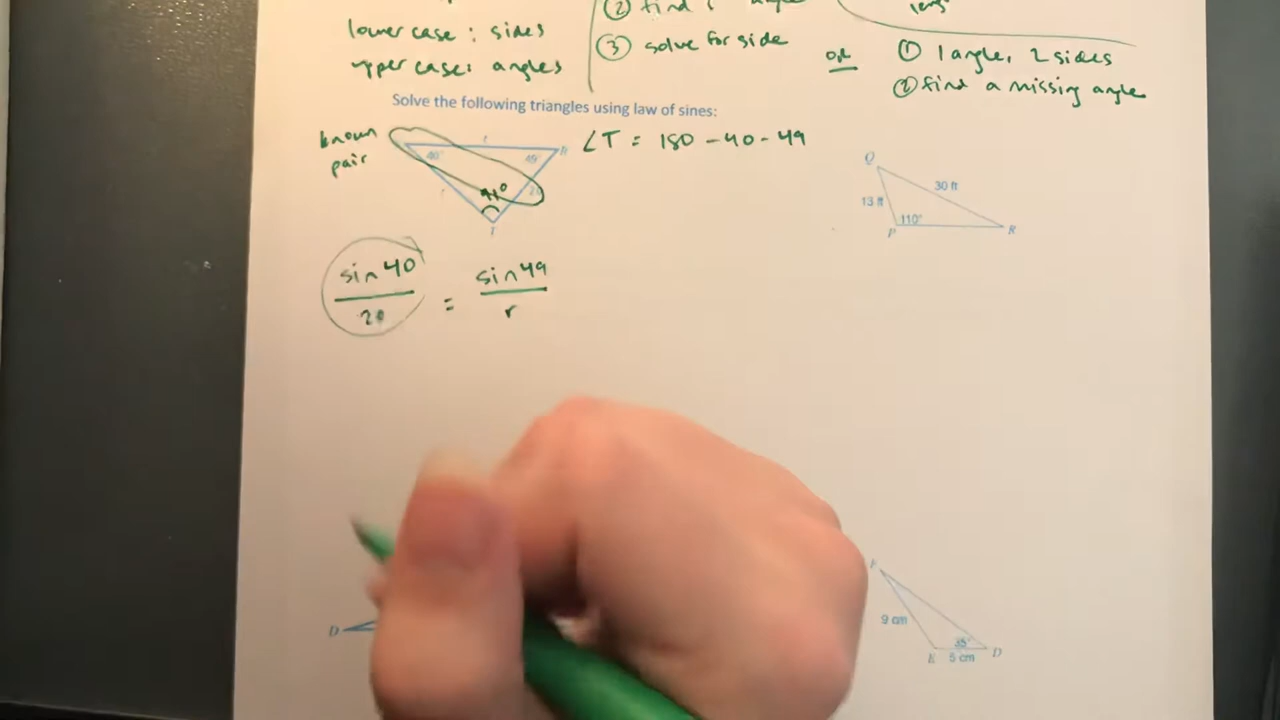 ② find
lower case : sides
③ solve for side
upper case: angles
or
① 1 angle, 2 sides
② find a missing angle
Solve the following triangles using law of sines:
known
pair
∠T = 180 - 40 - 49
40°
49°
R
T
Q
30 ft
13 ft
110°
P
R
sin 40
20
=
sin 49
r
F
9 cm
35°
E
5 cm
D
D